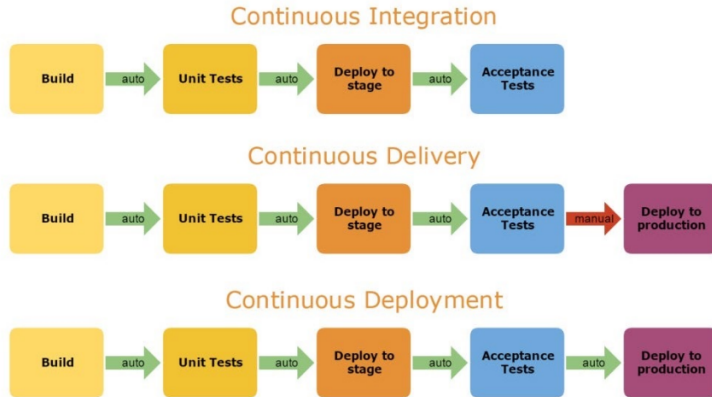 Continuous Integration
Build
auto
Unit Tests
auto
Deploy to
stage
auto
Acceptance
Tests
Continuous Delivery
Build
auto
Unit Tests
auto
Deploy to
stage
auto
Acceptance
Tests
manual
Deploy to
production
Continuous Deployment
Build
auto
Unit Tests
auto
Deploy to
stage
auto
Acceptance
Tests
auto
Deploy to
production